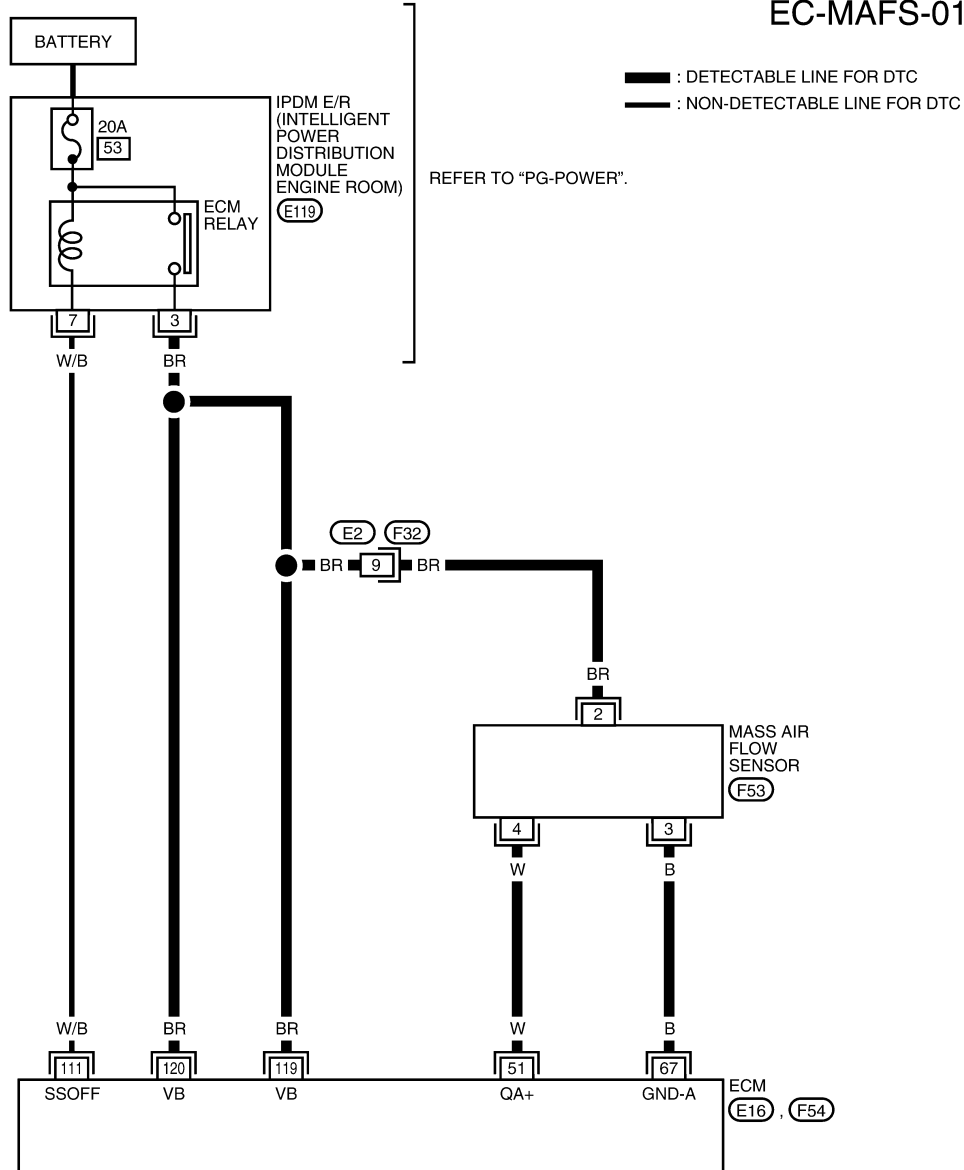 EC-MAFS-01
BATTERY
: DETECTABLE LINE FOR DTC
: NON-DETECTABLE LINE FOR DTC
20A
53
IPDM E/R
(INTELLIGENT
POWER
DISTRIBUTION
MODULE
ENGINE ROOM)
E119
REFER TO “PG-POWER”.
ECM
RELAY
7
3
W/B
BR
E2
F32
BR
9
BR
BR
2
MASS AIR
FLOW
SENSOR
F53
4
3
W
B
W/B
BR
BR
W
B
111
120
119
51
67
SSOFF
VB
VB
QA+
GND-A
ECM
E16 , F54